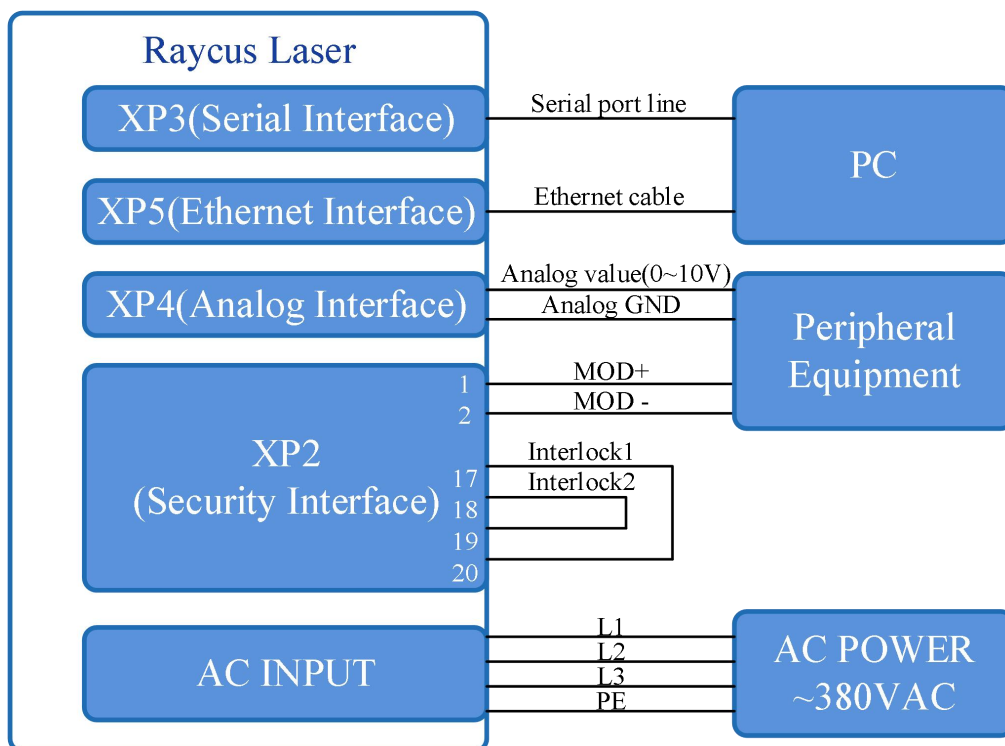 Raycus Laser
XP3(Serial Interface)
Serial port line
PC
XP5(Ethernet Interface)
Ethernet cable
XP4(Analog Interface)
Analog value(0~10V)
Analog GND
Peripheral
Equipment
XP2
(Security Interface)
1
2
17
18
19
20
MOD+
MOD -
Interlock1
Interlock2
AC INPUT
L1
L2
L3
PE
AC POWER
~380VAC